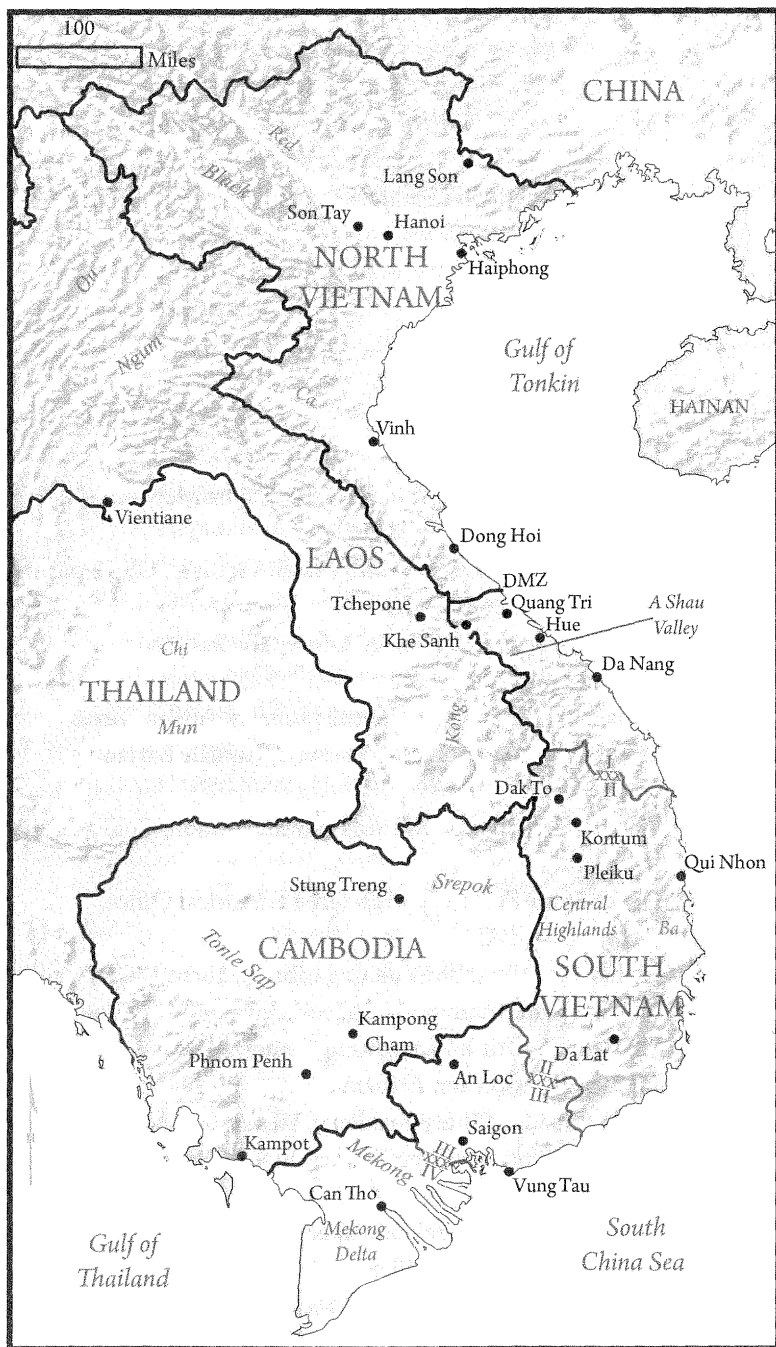 100
Miles
CHINA
Red
Black
Lang Son
Son Tay
Hanoi
NORTH
VIETNAM
Haiphong
Ou
Ngum
Gulf of
Tonkin
HAINAN
Ca
Vinh
Vientiane
LAOS
Dong Hoi
DMZ
Tchepone
Quang Tri
A Shau
Valley
Khe Sanh
Hue
Chi
THAILAND
Mun
Kong
Da Nang
I
XXX
II
Dak To
Kontum
Pleiku
Qui Nhon
Stung Treng
Srepok
Central
Highlands
Ba
Tonle Sap
CAMBODIA
SOUTH
VIETNAM
Kampong
Cham
Phnom Penh
An Loc
Da Lat
II
XXX
III
Saigon
Kampot
Mekong
III
XXX
IV
Vung Tau
Can Tho
Mekong
Delta
Gulf of
Thailand
South
China Sea